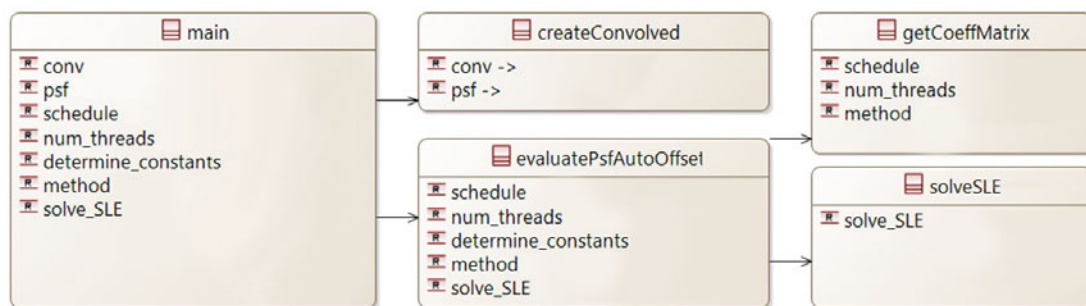 main
conv
psf
schedule
num_threads
determine_constants
method
solve_SLE
createConvolved
conv ->
psf ->
evaluatePsfAutoOffset
schedule
num_threads
determine_constants
method
solve_SLE
getCoeffMatrix
schedule
num_threads
method
solveSLE
solve_SLE